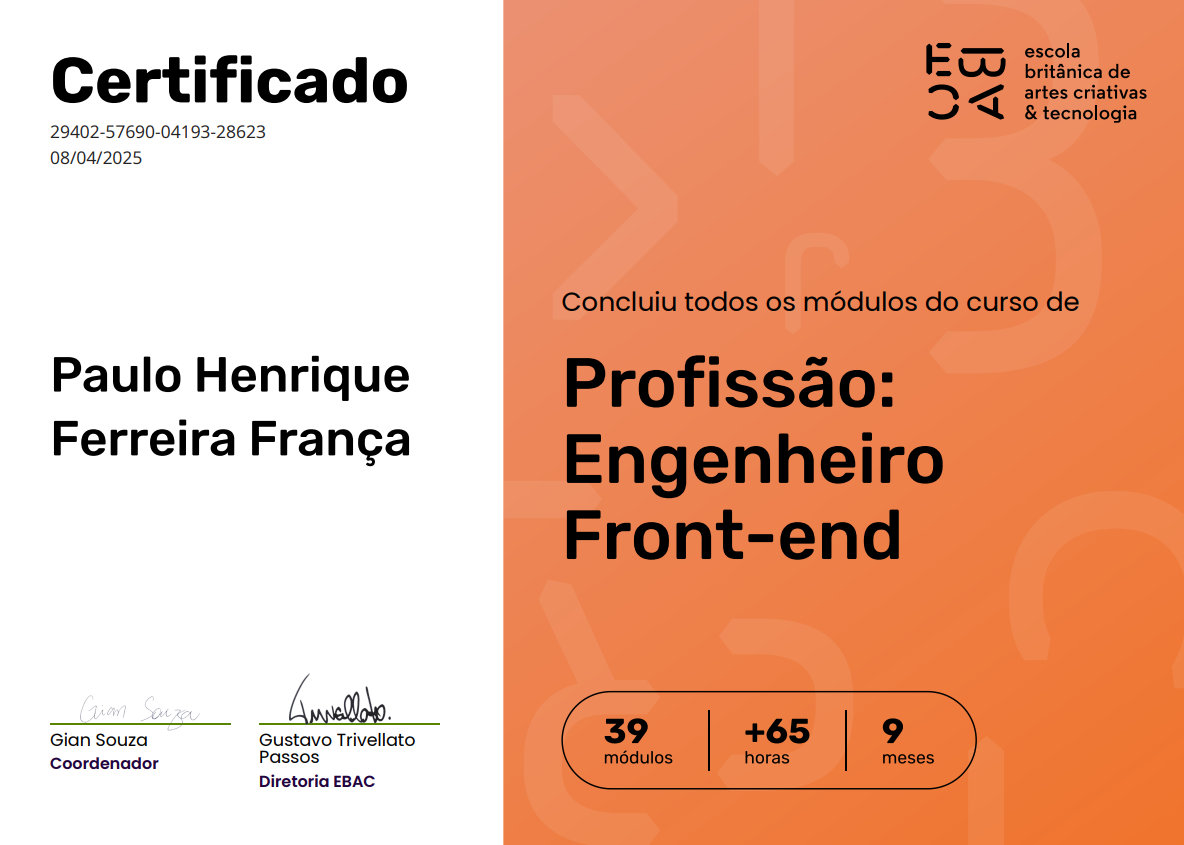 Certificado
29402-57690-04193-28623
08/04/2025
Paulo Henrique
Ferreira França
Gian Souza
Gian Souza
Coordenador
Trivellato.
Gustavo Trivellato
Passos
Diretoria EBAC
EBAC
escola
britânica de
artes criativas
& tecnologia
Concluiu todos os módulos do curso de
Profissão:
Engenheiro
Front-end
39
módulos
+65
horas
9
meses